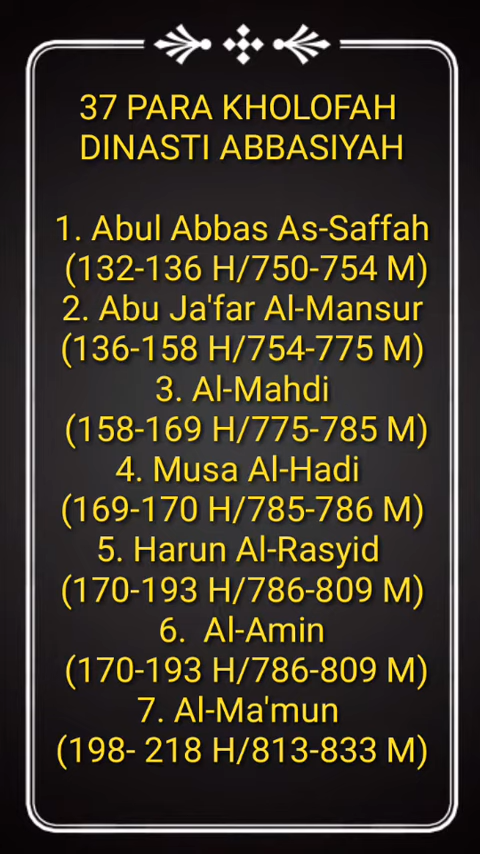 37 PARA KHOLOFAH
DINASTI ABBASIYAH
1. Abul Abbas As-Saffah
(132-136 H/750-754 M)
2. Abu Ja'far Al-Mansur
(136-158 H/754-775 M)
3. Al-Mahdi
(158-169 H/775-785 M)
4. Musa Al-Hadi
(169-170 H/785-786 M)
5. Harun Al-Rasyid
(170-193 H/786-809 M)
6.  Al-Amin
(170-193 H/786-809 M)
7. Al-Ma'mun
(198- 218 H/813-833 M)